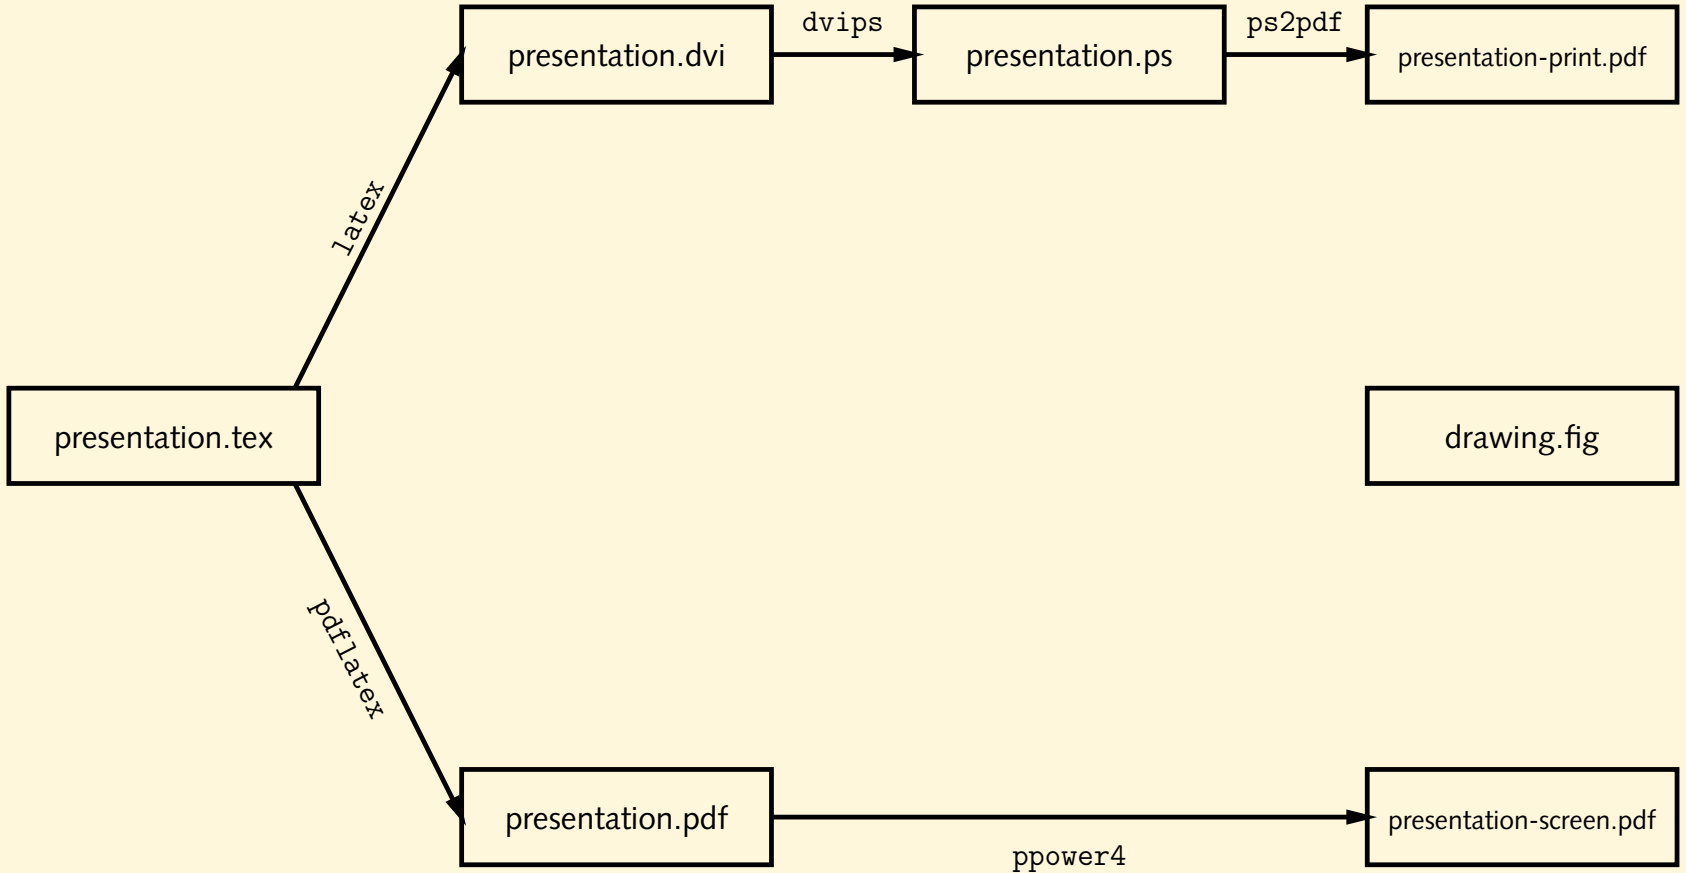 dvips
ps2pdf
presentation.dvi
presentation.ps
presentation-print.pdf
latex
presentation.tex
drawing.fig
pdflatex
presentation.pdf
presentation-screen.pdf
ppower4